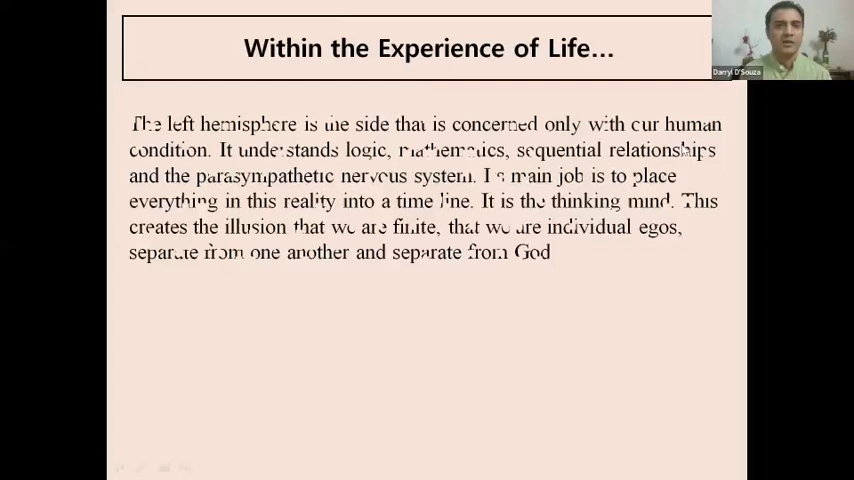 Within the Experience of Life...
Darryl D'Souza
The left hemisphere is the side that is concerned only with our human
condition. It understands logic, mathematics, sequential relationships
and the parasympathetic nervous system. Its main job is to place
everything in this reality into a time line. It is the thinking mind. This
creates the illusion that we are finite, that we are individual egos,
separate from one another and separate from God